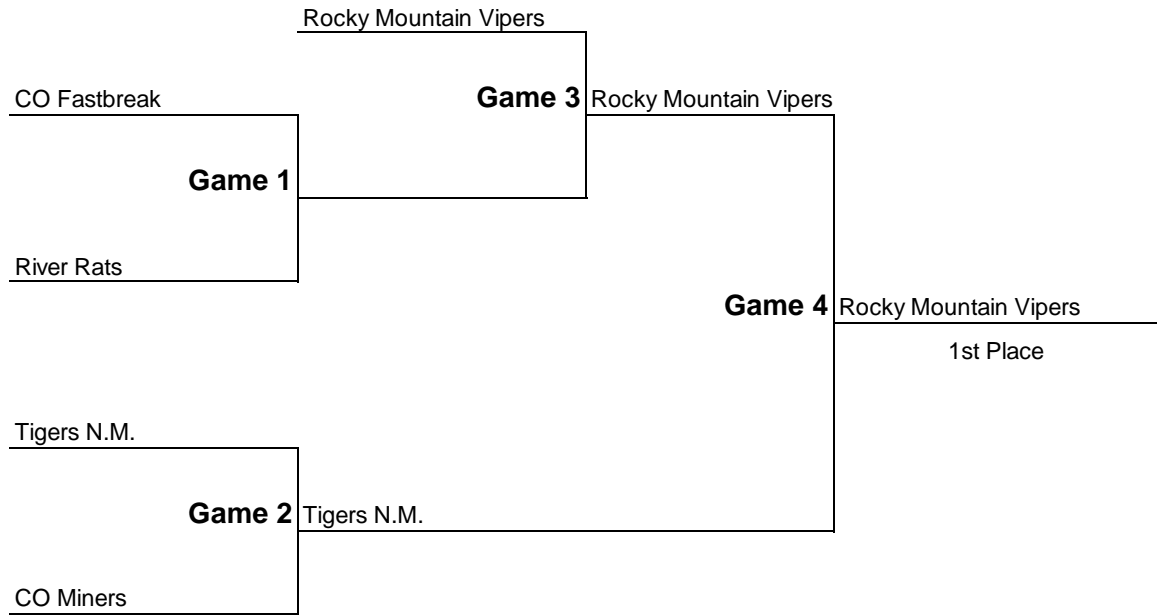 Rocky Mountain Vipers
CO Fastbreak
Game 3 Rocky Mountain Vipers
Game 1
River Rats
Game 4 Rocky Mountain Vipers
1st Place
Tigers N.M.
Game 2 Tigers N.M.
CO Miners